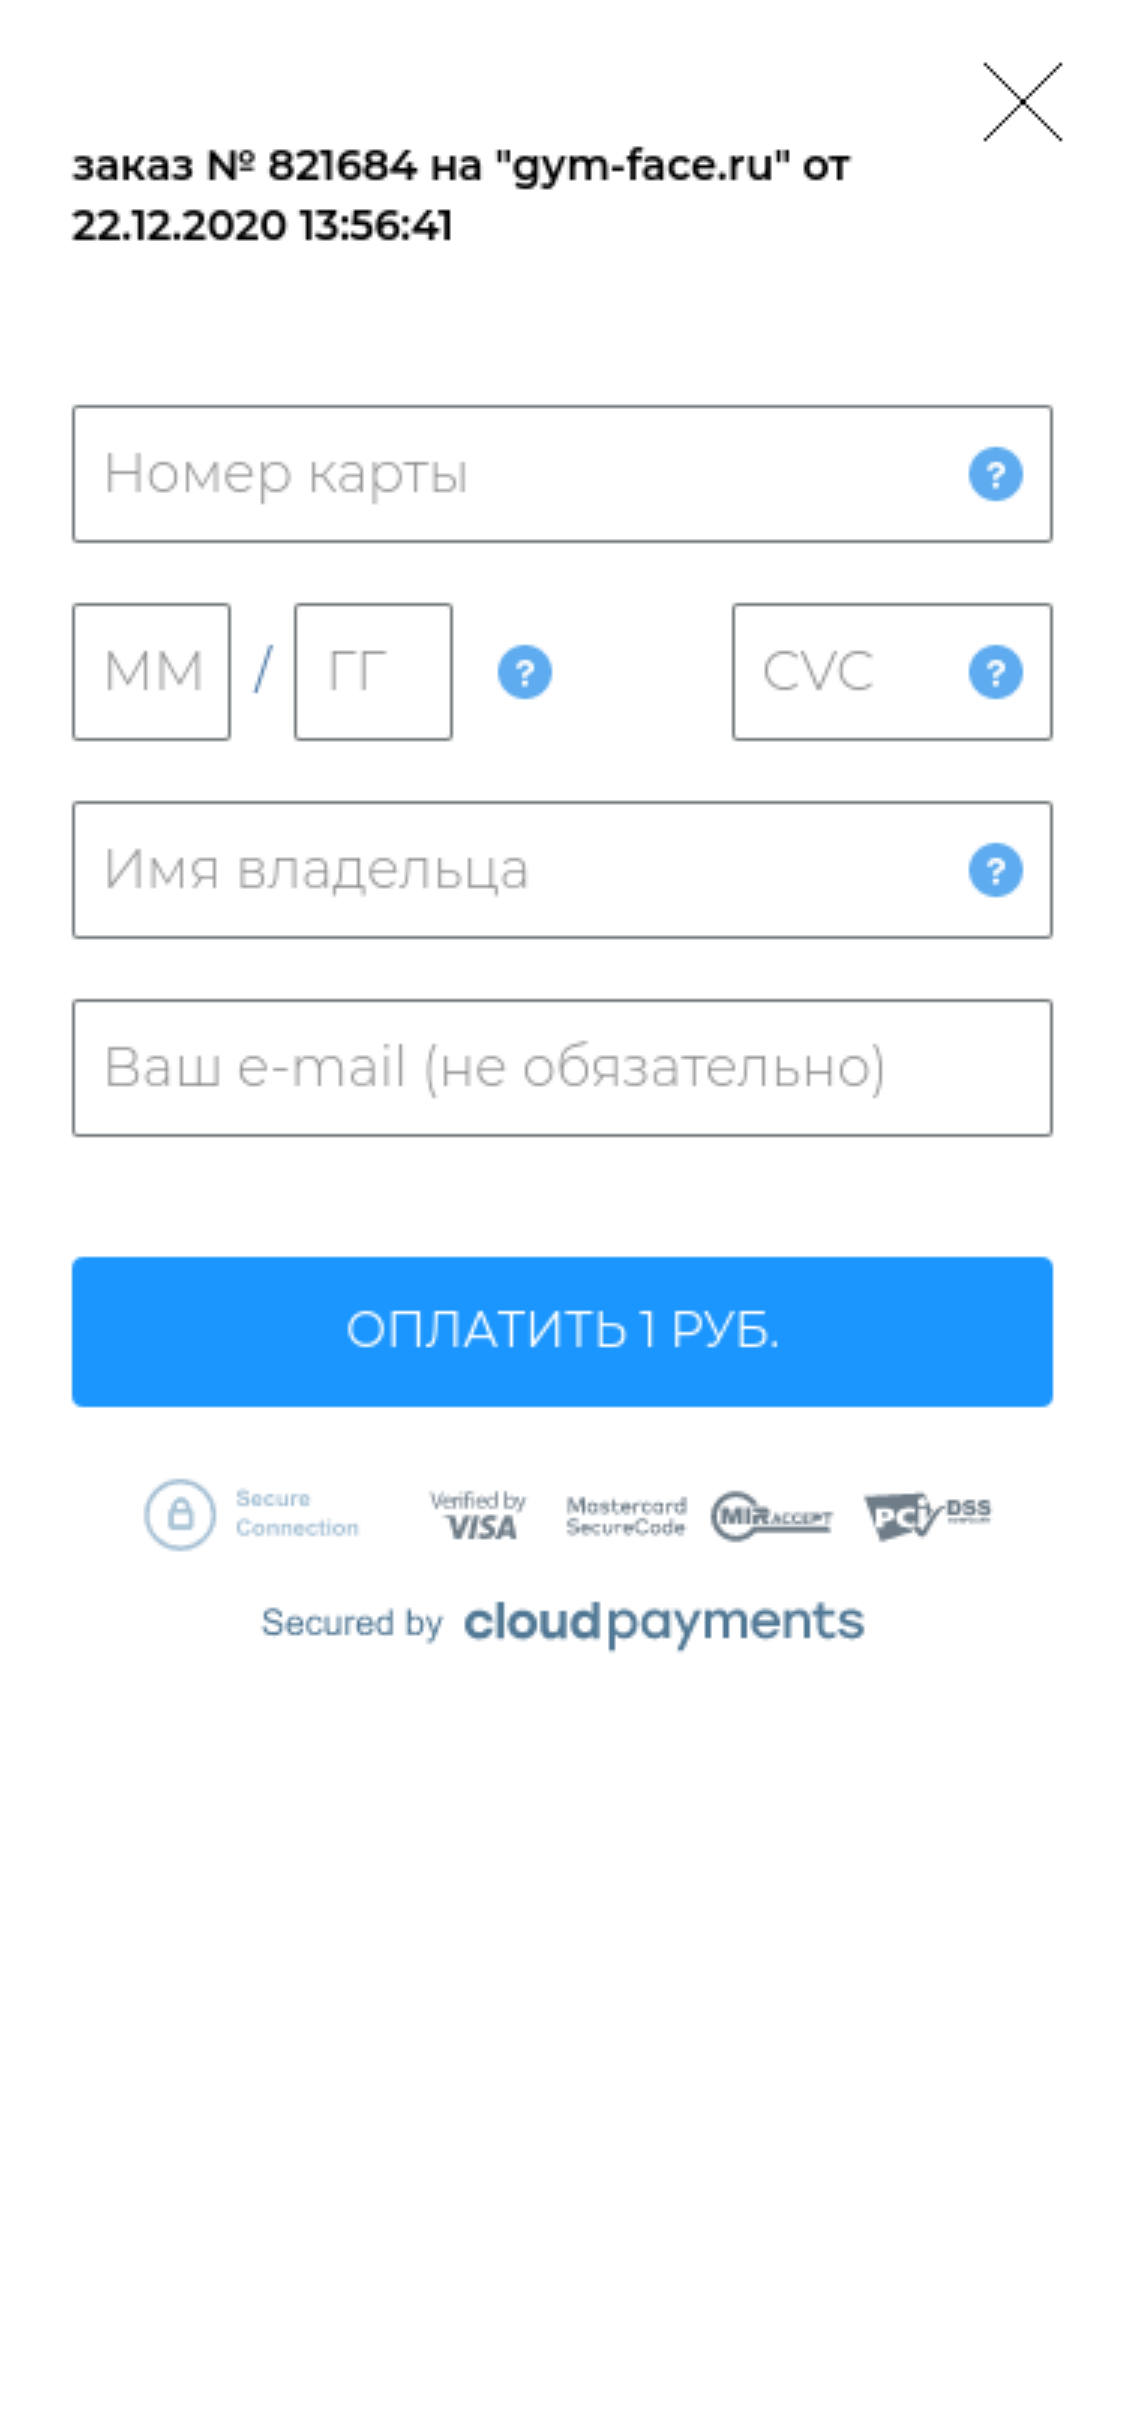 заказ № 821684 на "gym-face.ru" от
22.12.2020 13:56:41
Номер карты ?
ММ / ГГ ? CVC ?
Имя владельца ?
Ваш e-mail (не обязательно)
ОПЛАТИТЬ 1 РУБ.
Secure
Connection
Verified by
VISA
Mastercard
SecureCode
MIR ACCEPT
PCI DSS
Secured by cloudpayments